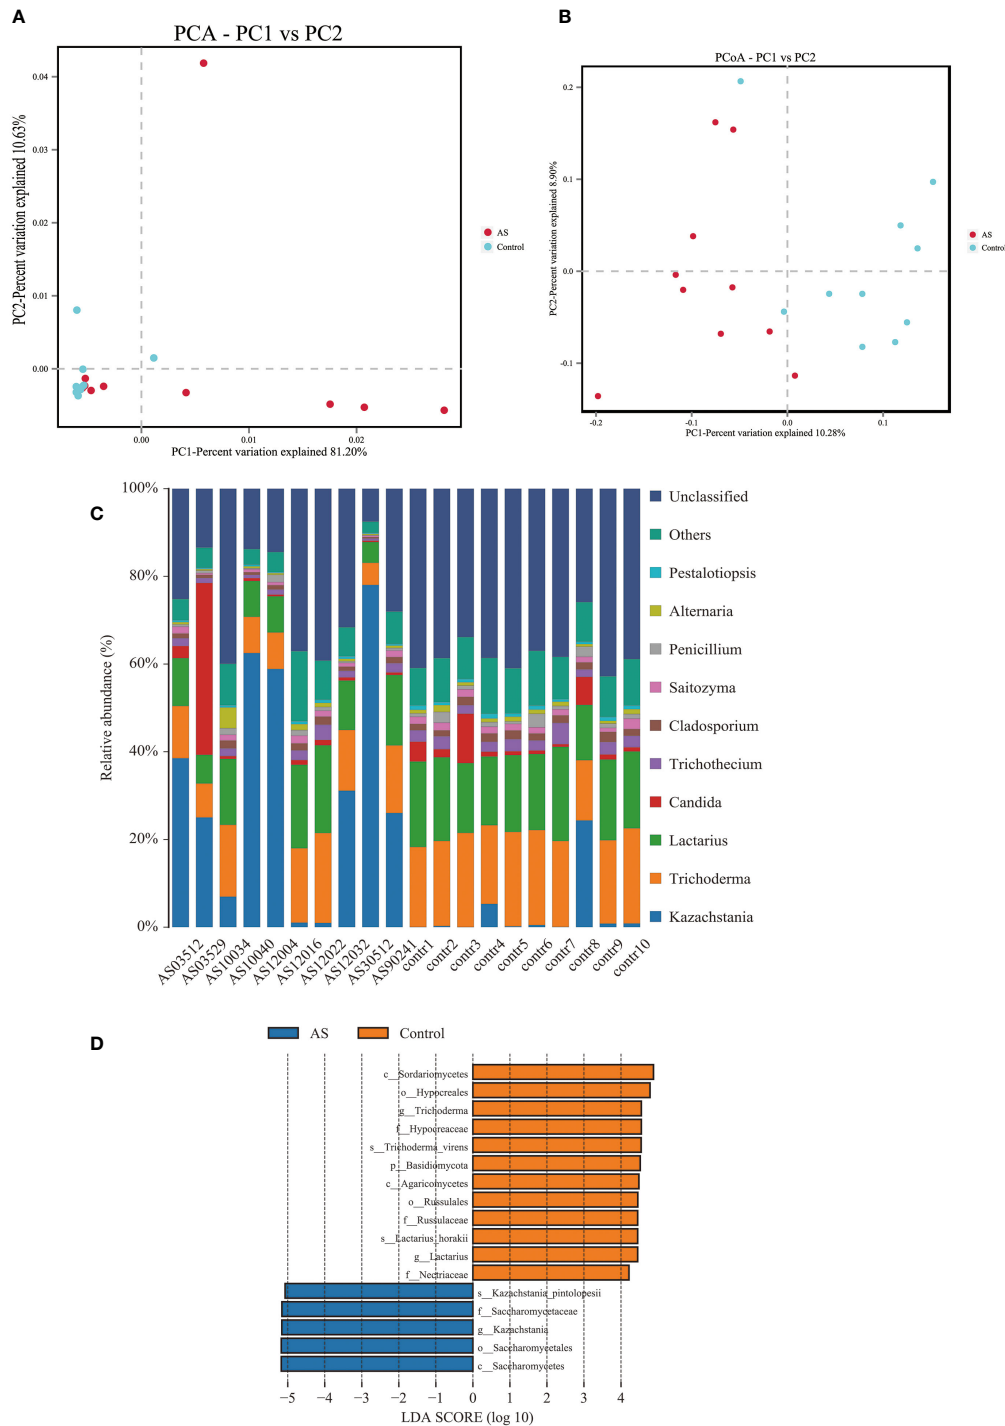 A
PCA - PC1 vs PC2
PC2-Percent variation explained 10.63%
0.04
0.03
0.02
0.01
0.00
0.00
0.01
0.02
PC1-Percent variation explained 81.20%
AS
Control
B
PCoA - PC1 vs PC2
PC2-Percent variation explained 8.90%
0.2
0.1
0.0
-0.1
-0.2
-0.1
0.0
0.1
PC1-Percent variation explained 10.28%
AS
Control
C
Relative abundance (%)
100%
80%
60%
40%
20%
0%
AS03512
AS03529
AS10034
AS10040
AS12004
AS12016
AS12022
AS12032
AS30512
AS90241
contr1
contr2
contr3
contr4
contr5
contr6
contr7
contr8
contr9
contr10
Unclassified
Others
Pestalotiopsis
Alternaria
Penicillium
Saitozyma
Cladosporium
Trichothecium
Candida
Lactarius
Trichoderma
Kazachstania
D
AS
Control
c__Sordariomycetes
o__Hypocreales
g__Trichoderma
f__Hypocreaceae
s__Trichoderma_virens
p__Basidiomycota
c__Agaricomycetes
o__Russulales
f__Russulaceae
s__Lactarius_horakii
g__Lactarius
f__Nectriaceae
s__Kazachstania_pintolopesii
f__Saccharomycetaceae
g__Kazachstania
o__Saccharomycetales
c__Saccharomycetes
−5
−4
−3
−2
−1
0
1
2
3
4
LDA SCORE (log 10)